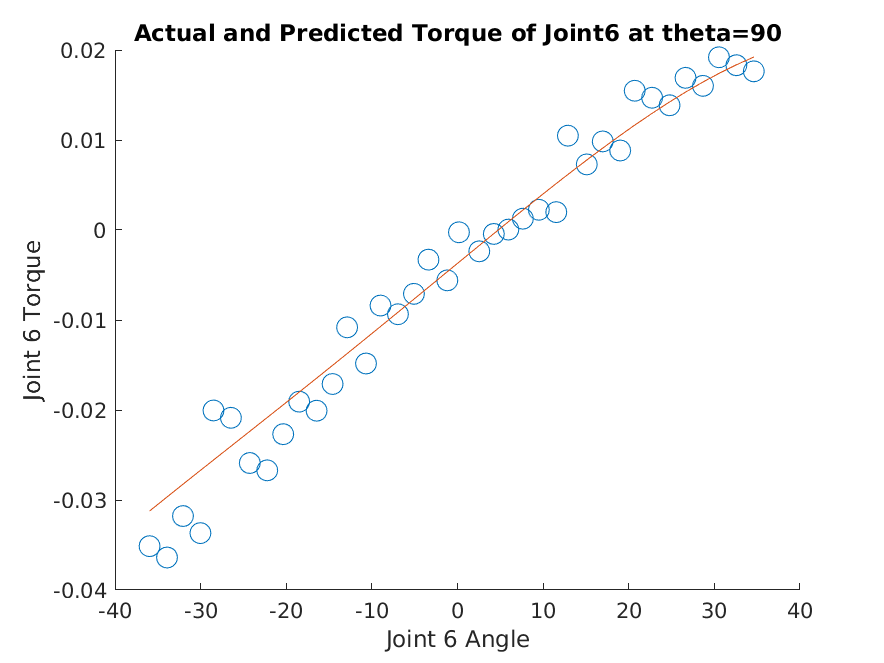 Actual and Predicted Torque of Joint6 at theta=90
0.02
0.01
0
-0.01
-0.02
-0.03
-0.04
Joint 6 Torque
-40 -30 -20 -10 0 10 20 30 40
Joint 6 Angle